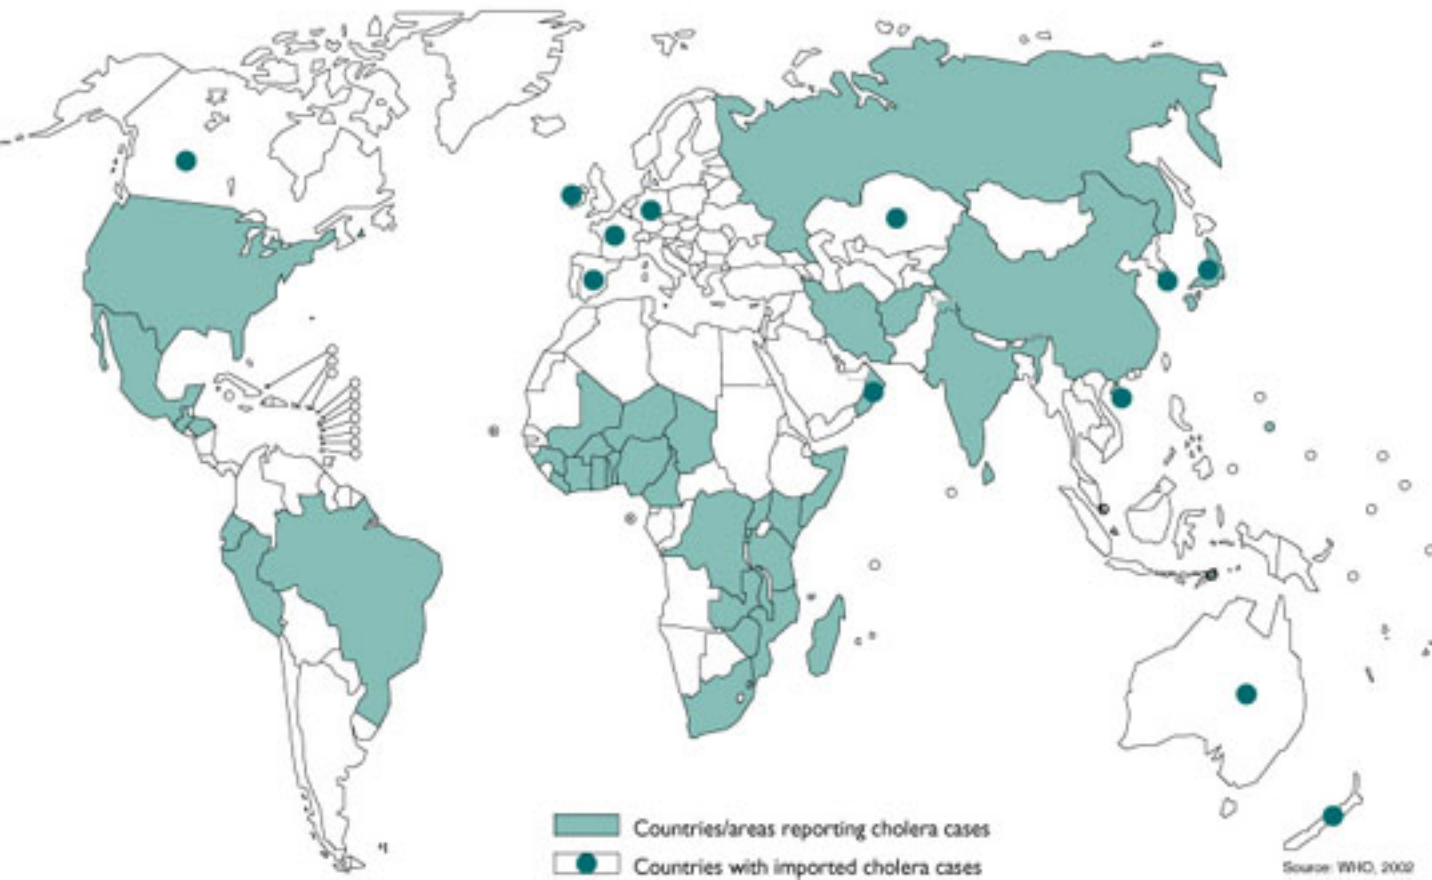 Countries/areas reporting cholera cases
Countries with imported cholera cases
Source: WHO, 2002